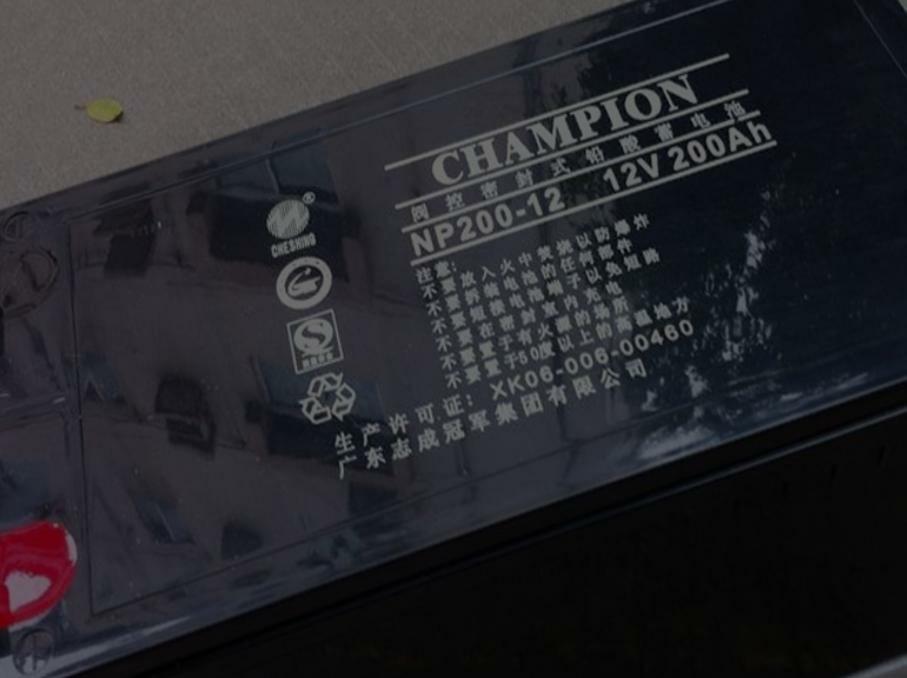 CHAMPION
阀控密封式铅酸蓄电池
NP200-12 12V 200Ah
CHESHING
注意:
不要放入火中焚烧以防爆炸
不要拆装电池的任何部件
不要短接电池端子以免短路
不要在密封室内充电
不要置于有火源的场所
不要置于50度以上的高温地方
生产许可证: XK06-006-00460
广东志成冠军集团有限公司